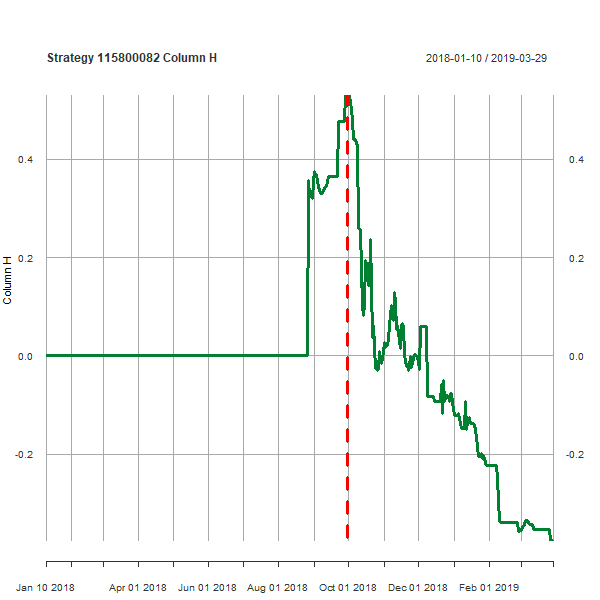 Strategy 115800082 Column H
2018-01-10 / 2019-03-29
0.4
0.4
0.2
0.2
Column H
0.0
0.0
-0.2
-0.2
Jan 10 2018
Apr 01 2018
Jun 01 2018
Aug 01 2018
Oct 01 2018
Dec 01 2018
Feb 01 2019